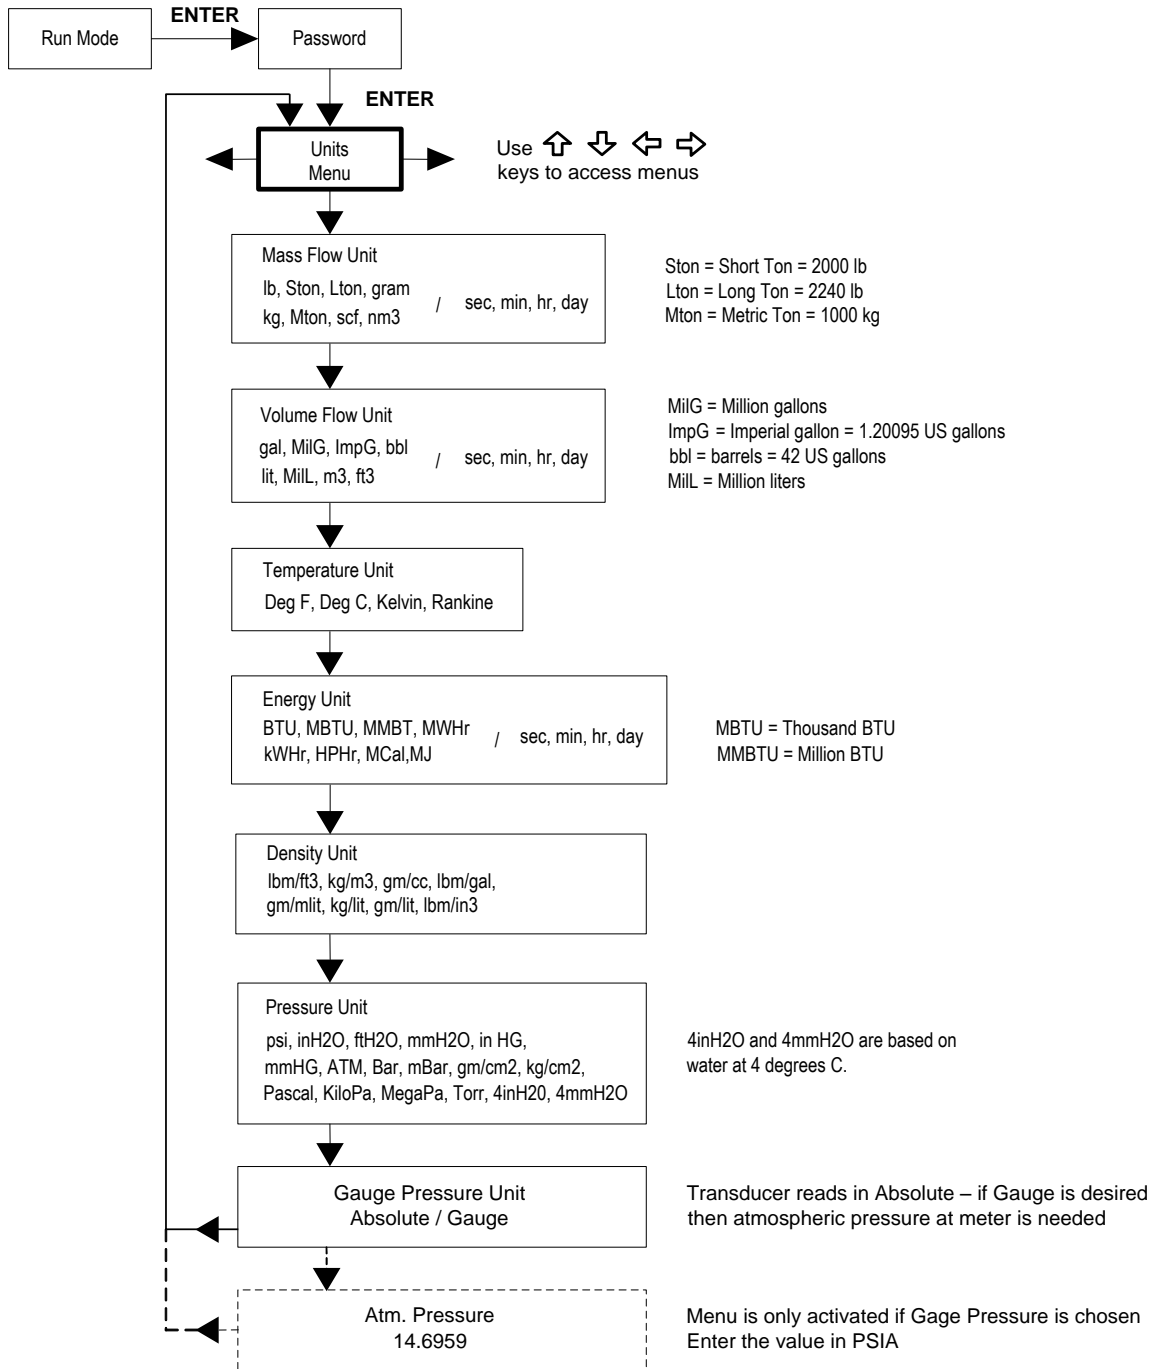 ENTER
Run Mode
Password
ENTER
Units
Menu
Use
keys to access menus
Mass Flow Unit
lb, Ston, Lton, gram
kg, Mton, scf, nm3
/ sec, min, hr, day
Ston = Short Ton = 2000 lb
Lton = Long Ton = 2240 lb
Mton = Metric Ton = 1000 kg
Volume Flow Unit
gal, MilG, ImpG, bbl
lit, MilL, m3, ft3
/ sec, min, hr, day
MilG = Million gallons
ImpG = Imperial gallon = 1.20095 US gallons
bbl = barrels = 42 US gallons
MilL = Million liters
Temperature Unit
Deg F, Deg C, Kelvin, Rankine
Energy Unit
BTU, MBTU, MMBT, MWHr
kWHr, HPHr, MCal,MJ
/ sec, min, hr, day
MBTU = Thousand BTU
MMBTU = Million BTU
Density Unit
lbm/ft3, kg/m3, gm/cc, lbm/gal,
gm/mlit, kg/lit, gm/lit, lbm/in3
Pressure Unit
psi, inH2O, ftH2O, mmH2O, in HG,
mmHG, ATM, Bar, mBar, gm/cm2, kg/cm2,
Pascal, KiloPa, MegaPa, Torr, 4inH20, 4mmH2O
4inH2O and 4mmH2O are based on
water at 4 degrees C.
Gauge Pressure Unit
Absolute / Gauge
Transducer reads in Absolute – if Gauge is desired
then atmospheric pressure at meter is needed
Atm. Pressure
14.6959
Menu is only activated if Gage Pressure is chosen
Enter the value in PSIA